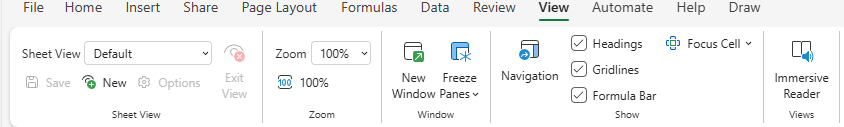 File Home Insert Share Page Layout Formulas Data Review View Automate Help Draw
Sheet View Default
Save New Options
Exit
View
Sheet View
Zoom 100%
100 100%
Zoom
New
Window
Freeze
Panes
Window
Navigation
Headings
Gridlines
Formula Bar
Focus Cell
Show
Immersive
Reader
Views